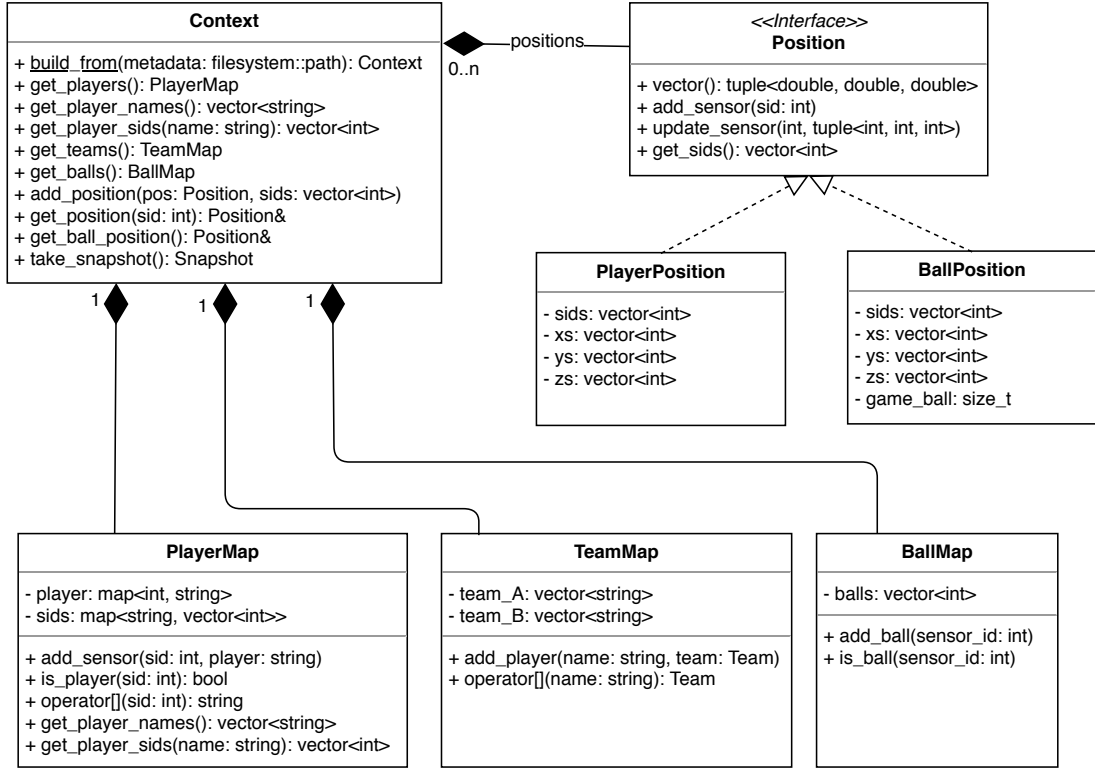 Context
+ build_from(metadata: filesystem::path): Context
+ get_players(): PlayerMap
+ get_player_names(): vector<string>
+ get_player_sids(name: string): vector<int>
+ get_teams(): TeamMap
+ get_balls(): BallMap
+ add_position(pos: Position, sids: vector<int>)
+ get_position(sid: int): Position&
+ get_ball_position(): Position&
+ take_snapshot(): Snapshot
positions
0..n
<<Interface>>
Position
+ vector(): tuple<double, double, double>
+ add_sensor(sid: int)
+ update_sensor(int, tuple<int, int, int>)
+ get_sids(): vector<int>
PlayerPosition
- sids: vector<int>
- xs: vector<int>
- ys: vector<int>
- zs: vector<int>
BallPosition
- sids: vector<int>
- xs: vector<int>
- ys: vector<int>
- zs: vector<int>
- game_ball: size_t
1
1
1
PlayerMap
- player: map<int, string>
- sids: map<string, vector<int>>
+ add_sensor(sid: int, player: string)
+ is_player(sid: int): bool
+ operator[](sid: int): string
+ get_player_names(): vector<string>
+ get_player_sids(name: string): vector<int>
TeamMap
- team_A: vector<string>
- team_B: vector<string>
+ add_player(name: string, team: Team)
+ operator[](name: string): Team
BallMap
- balls: vector<int>
+ add_ball(sensor_id: int)
+ is_ball(sensor_id: int)